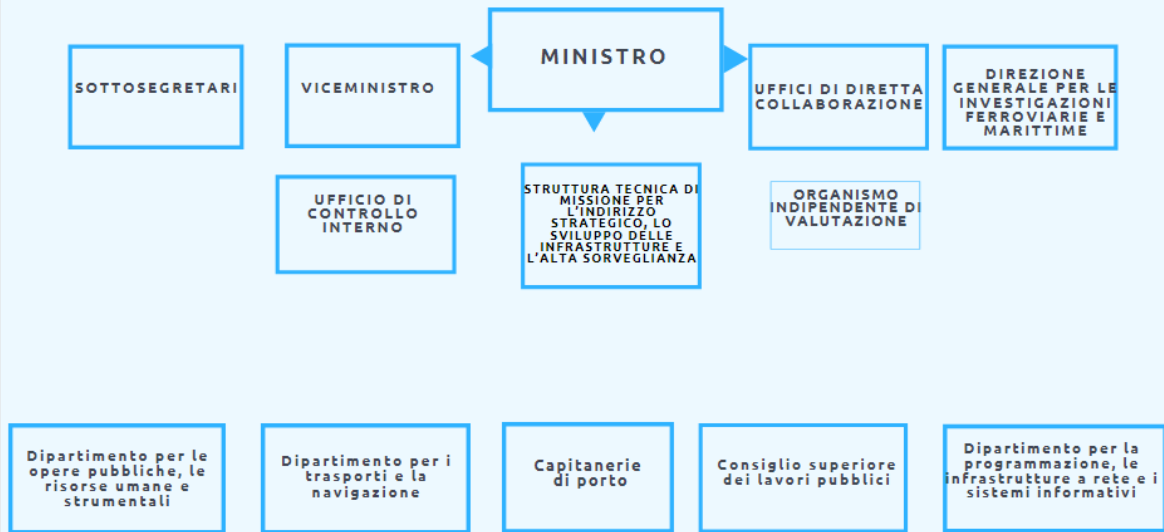 MINISTRO
SOTTOSEGRETARI
VICEMINISTRO
UFFICI DI DIRETTA
COLLABORAZIONE
DIREZIONE
GENERALE PER LE
INVESTIGAZIONI
FERROVIARIE E
MARITTIME
UFFICIO DI
CONTROLLO
INTERNO
STRUTTURA TECNICA DI
MISSIONE PER
L'INDIRIZZO
STRATEGICO, LO
SVILUPPO DELLE
INFRASTRUTTURE E
L'ALTA SORVEGLIANZA
ORGANISMO
INDIPENDENTE DI
VALUTAZIONE
Dipartimento per le
opere pubbliche, le
risorse umane e
strumentali
Dipartimento per i
trasporti e la
navigazione
Capitanerie
di porto
Consiglio superiore
dei lavori pubblici
Dipartimento per la
programmazione, le
infrastrutture a rete e i
sistemi informativi